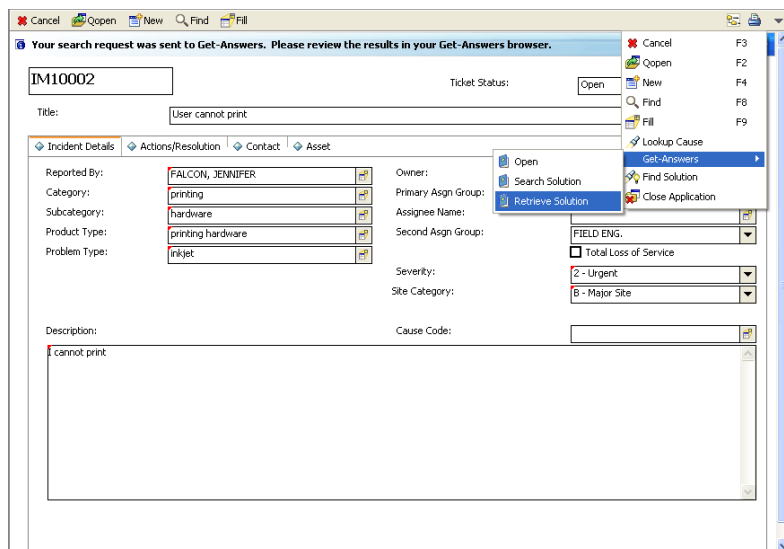 Cancel Qopen New Find Fill
Your search request was sent to Get-Answers. Please review the results in your Get-Answers browser.
IM10002
Ticket Status: Open
Title: User cannot print
Incident Details Actions/Resolution Contact Asset
Reported By: FALCON, JENNIFER
Category: printing
Subcategory: hardware
Product Type: printing hardware
Problem Type: inkjet
Owner:
Primary Asgn Group:
Assignee Name:
Second Asgn Group: FIELD ENG.
Total Loss of Service
Severity: 2 - Urgent
Site Category: B - Major Site
Description:
Cause Code:
I cannot print
Cancel F3
Qopen F2
New F4
Find F8
Fill F9
Lookup Cause
Get-Answers
Find Solution
Close Application
Open
Search Solution
Retrieve Solution